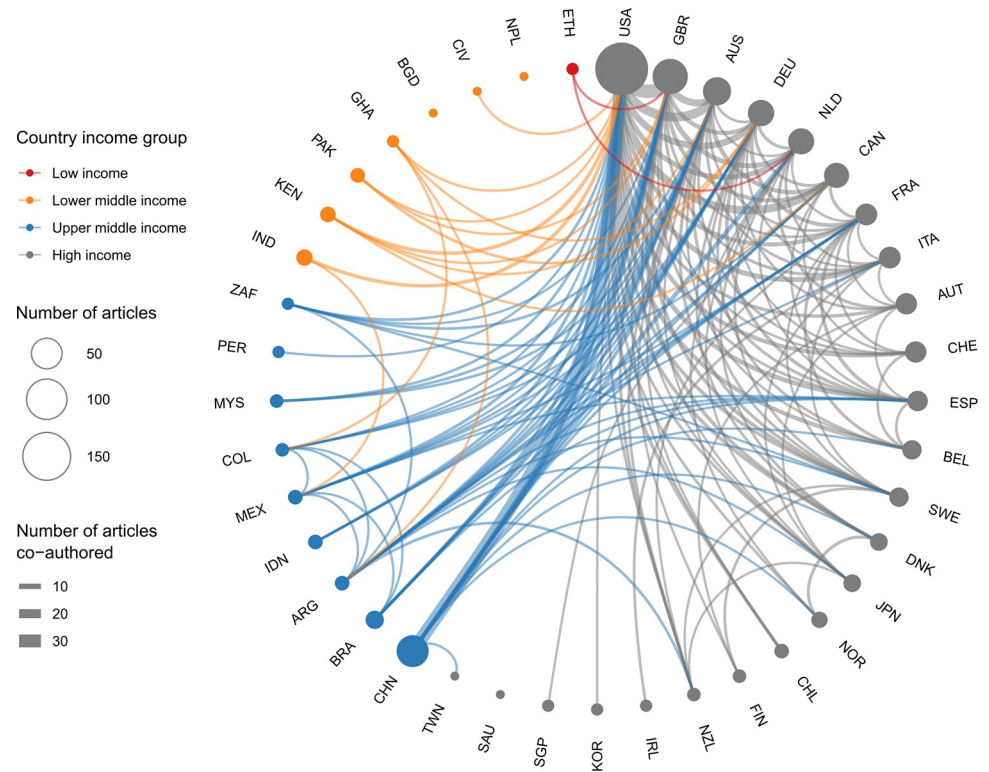 Country income group
Low income
Lower middle income
Upper middle income
High income
Number of articles
50
100
150
Number of articles
co−authored
10
20
30
ETH
USA
GBR
AUS
DEU
NLD
CAN
FRA
ITA
AUT
CHE
ESP
BEL
SWE
DNK
JPN
NOR
CHL
FIN
NZL
IRL
KOR
SGP
SAU
TWN
CHN
BRA
ARG
IDN
MEX
COL
MYS
PER
ZAF
IND
KEN
PAK
GHA
BGD
CIV
NPL